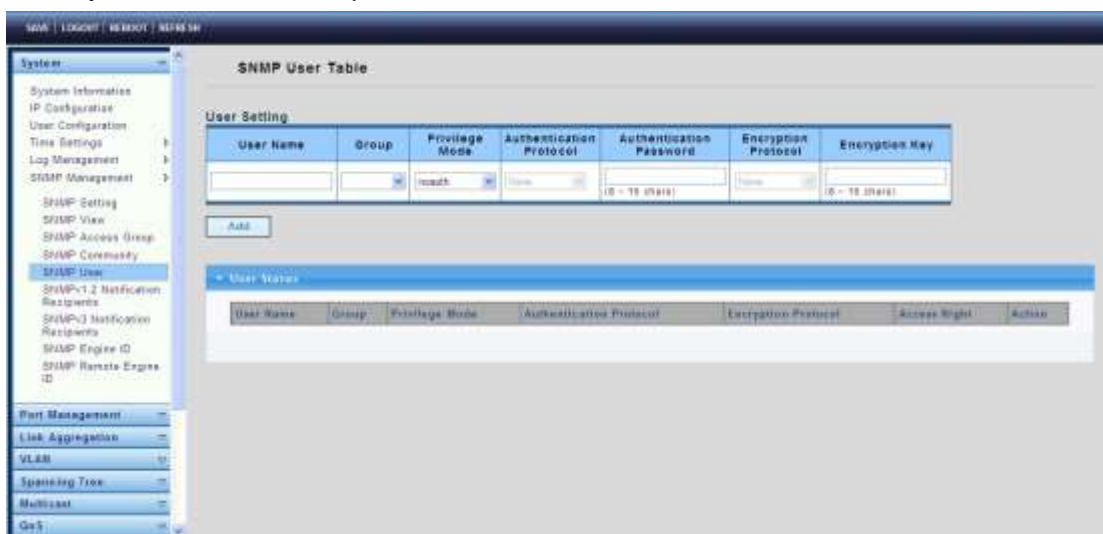 SAVE | LOGOUT | REBOOT | REFRESH
System
System Information
IP Configuration
User Configuration
Time Settings
Log Management
SNMP Management
SNMP Setting
SNMP View
SNMP Access Group
SNMP Community
SNMP User
SNMPv1.2 Notification
Recipients
SNMPv3 Notification
Recipients
SNMP Engine ID
SNMP Remote Engine
ID
Port Management
Link Aggregation
VLAN
Spanning Tree
Multicast
QoS
SNMP User Table
User Setting
User Name Group Privilege Mode Authentication Protocol Authentication Password Encryption Protocol Encryption Key
noauth None (8 ~ 16 chars) None (8 ~ 16 chars)
Add
User Status
User Name Group Privilege Mode Authentication Protocol Encryption Protocol Access Right Action